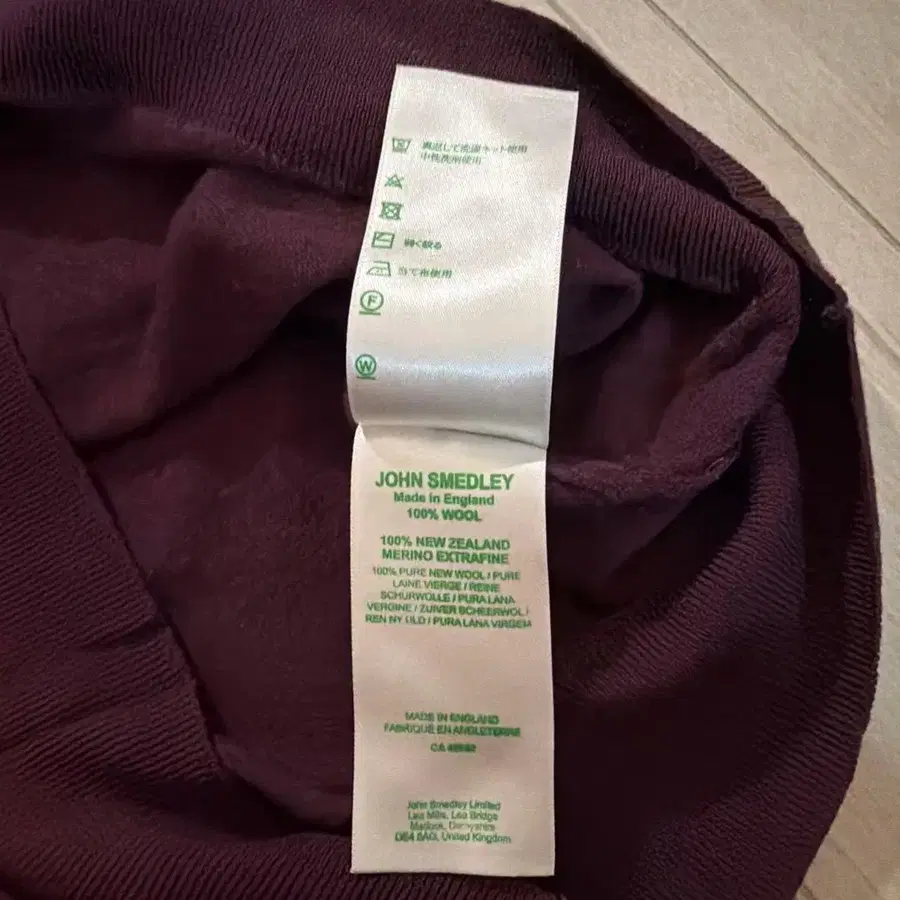 裏返して洗濯ネット使用
中性洗剤使用
弱く絞る
当て布使用
F
W
JOHN SMEDLEY
Made in England
100% WOOL
100% NEW ZEALAND
MERINO EXTRAFINE
100% PURE NEW WOOL / PURE
LAINE VIERGE / REINE
SCHURWOLLE / PURA LANA
VERGINE / ZUIVER SCHEERWOL /
REN NY ULD / PURA LANA VIRGEM
MADE IN ENGLAND
FABRIQUE EN ANGLETERRE
CA
John Smedley Limited
Lea Mills, Lea Bridge
Matlock, Derbyshire
DE4 5AG, United Kingdom